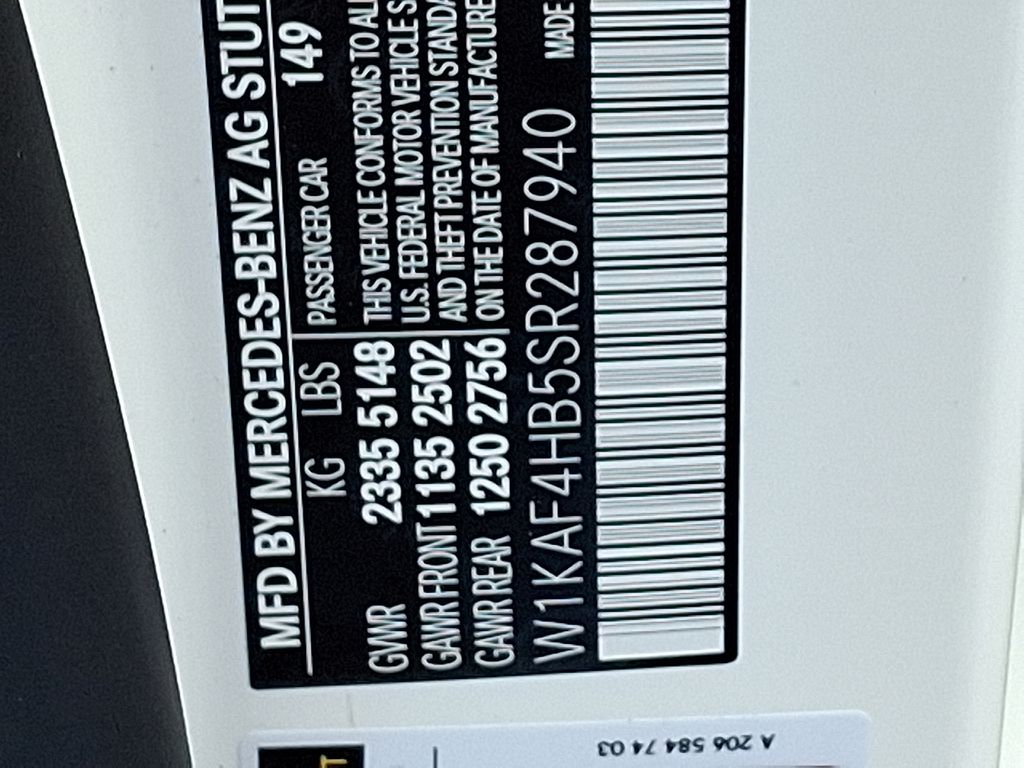 MFD BY MERCEDES-BENZ AG STUT
PASSENGER CAR 149
KG LBS
GVWR 2335 5148
GAWR FRONT 1135 2502
GAWR REAR 1250 2756
THIS VEHICLE CONFORMS TO AL
U.S. FEDERAL MOTOR VEHICLE S
AND THEFT PREVENTION STANDA
ON THE DATE OF MANUFACTURE
W1KAF4HB5SR287940
MADE
A 206 584 74 03